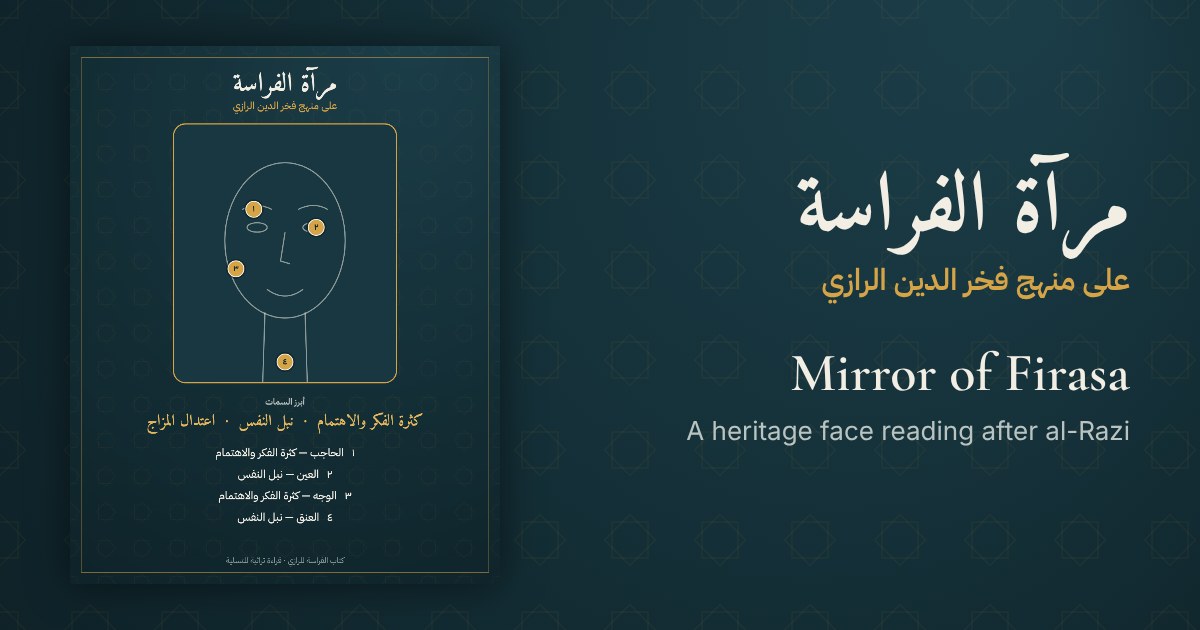 مرآة الفراسة
على منهج فخر الدين الرازي
١
٢
٣
٤
أبرز السمات
كثرة الفكر والاهتمام · نبل النفس · اعتدال المزاج
١ الحاجب — كثرة الفكر والاهتمام
٢ العين — نبل النفس
٣ الوجه — كثرة الفكر والاهتمام
٤ العنق — نبل النفس
كتاب الفراسة للرازي · قراءة تراثية للتسلية
مرآة الفراسة
على منهج فخر الدين الرازي
Mirror of Firasa
A heritage face reading after al-Razi